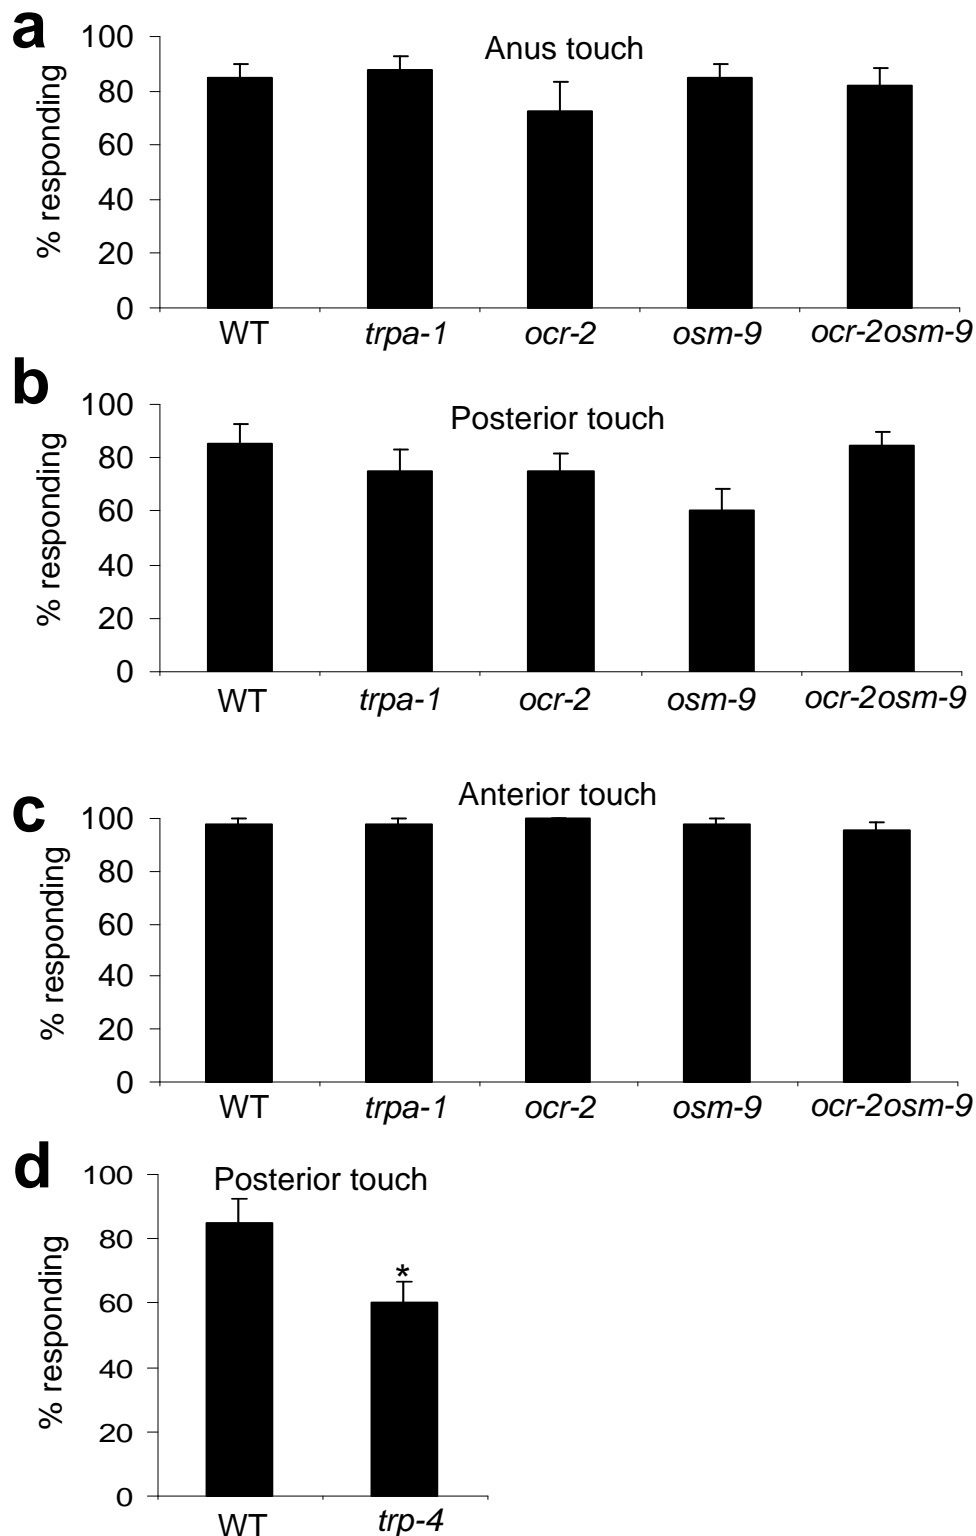 a
Anus touch
% responding
100
80
60
40
20
0
WT trpa-1 ocr-2 osm-9 ocr-2osm-9
b
Posterior touch
% responding
100
80
60
40
20
0
WT trpa-1 ocr-2 osm-9 ocr-2osm-9
c
Anterior touch
% responding
100
80
60
40
20
0
WT trpa-1 ocr-2 osm-9 ocr-2osm-9
d
Posterior touch
% responding
100
80
60
40
20
0
*
WT trp-4